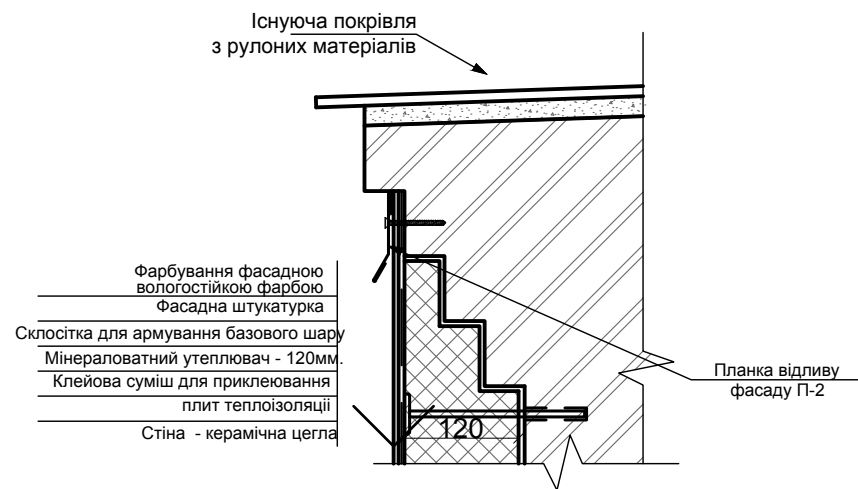 Існуюча покрівля
з рулоних матеріалів
Фарбування фасадною
вологостійкою фарбою
Фасадна штукатурка
Склосітка для армування базового шару
Мінераловатний утеплювач - 120мм.
Клейова суміш для приклеювання
плит теплоізоляції
Стіна - керамічна цегла
120
Планка відливу
фасаду П-2